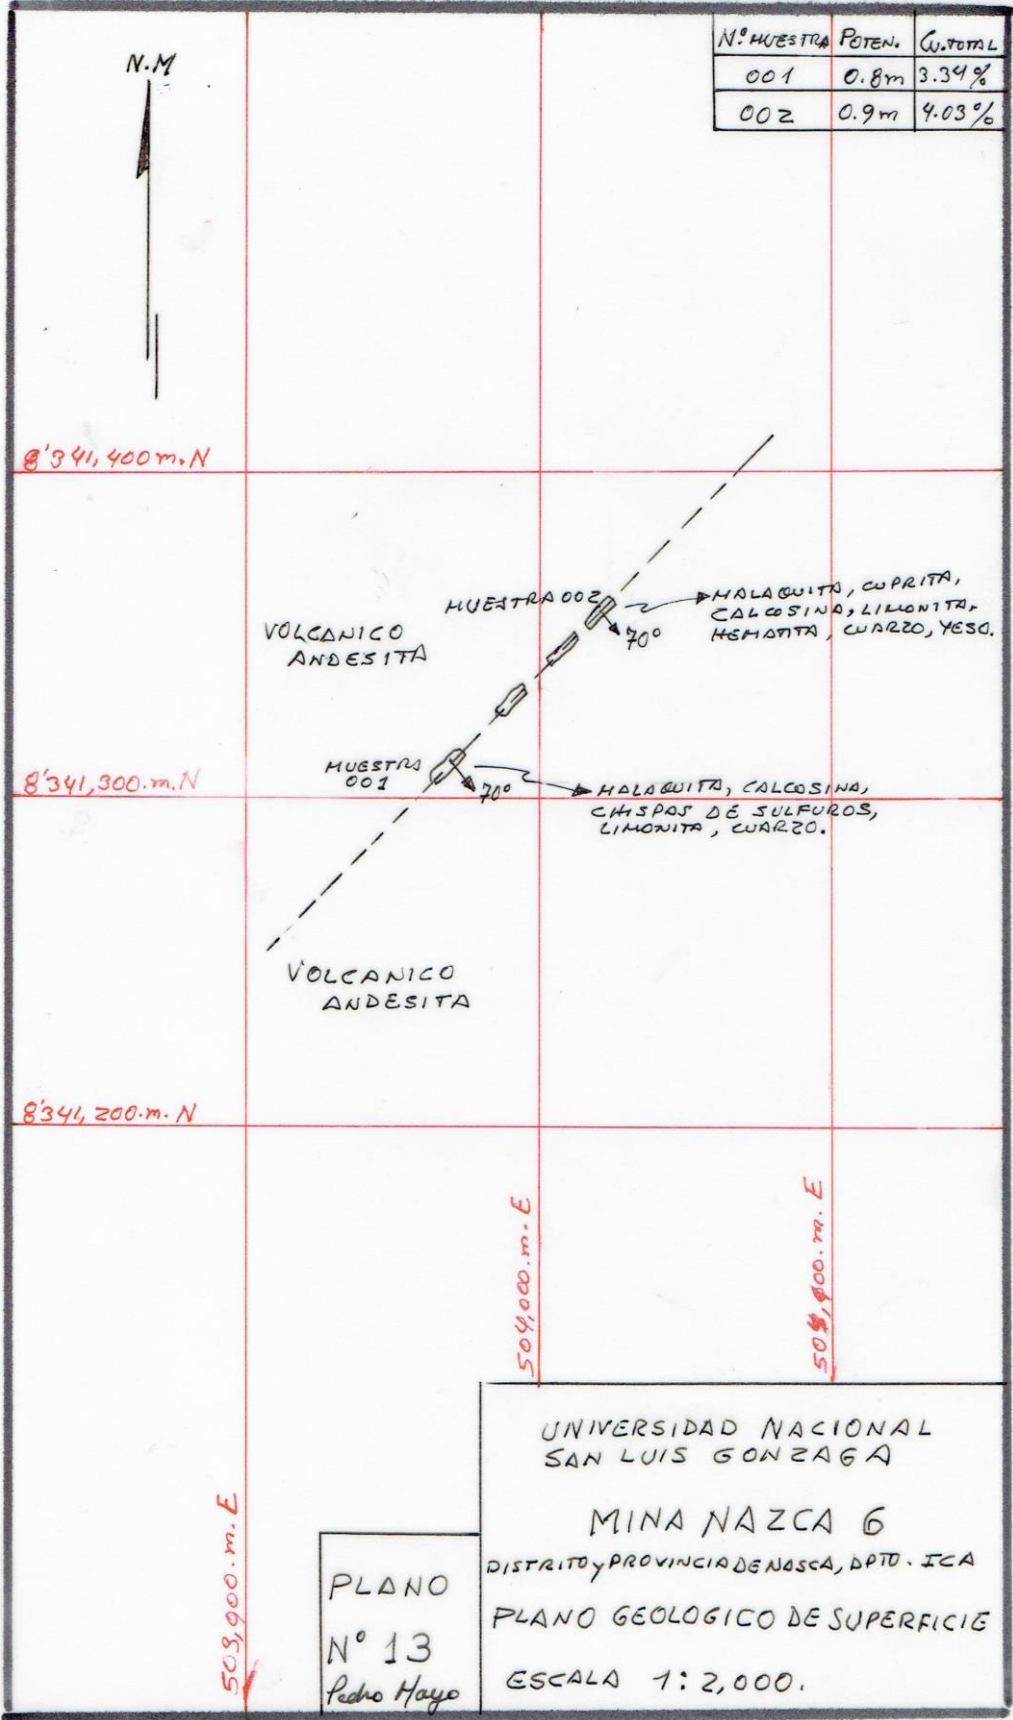 N.º MUESTRA POTEN. Cu.TOTAL
001 0.8m 3.34%
002 0.9m 4.03%
N.M
8'341,400 m.N
MUESTRA 002
MALAQUITA, CUPRITA,
CALCOSINA, LIMONITA,
HEMATITA, CUARZO, YESO.
70°
VOLCANICO
ANDESITA
MUESTRA
001
8'341,300.m.N
70°
MALAQUITA, CALCOSINA,
CHISPAS DE SULFUROS,
LIMONITA, CUARZO.
VOLCANICO
ANDESITA
8'341,200.m.N
503,900.m.E
504,000.m.E
UNIVERSIDAD NACIONAL
SAN LUIS GONZAGA
MINA NAZCA 6
DISTRITO y PROVINCIA DE NASCA, DPTO. ICA
PLANO GEOLOGICO DE SUPERFICIE
ESCALA 1:2,000.
PLANO
N° 13
Pedro Mayo